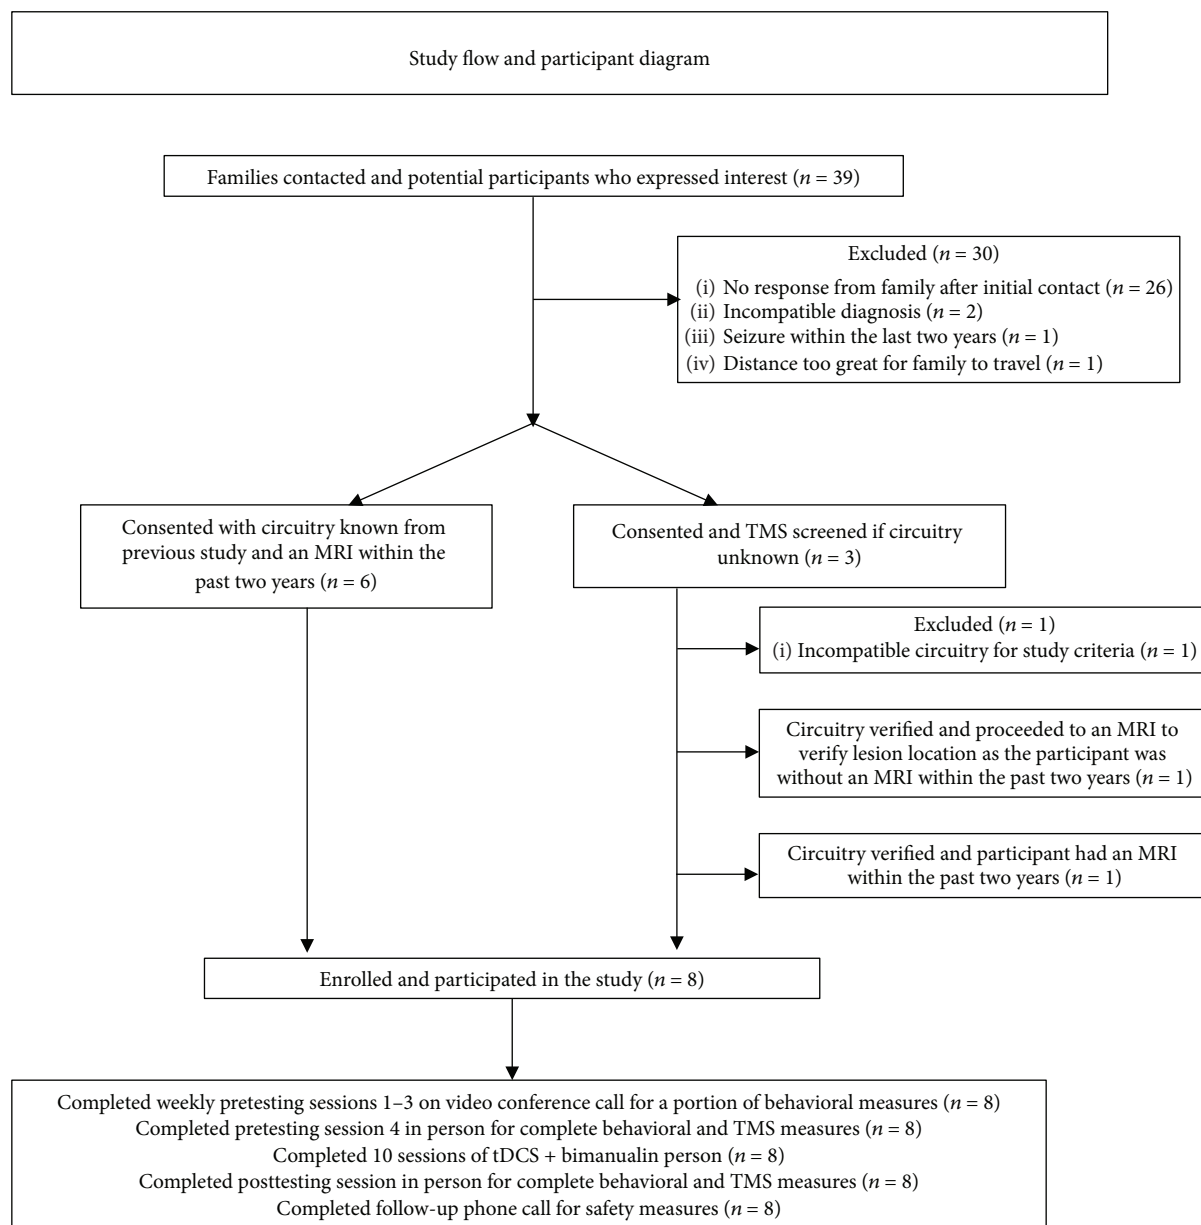 Study flow and participant diagram
Families contacted and potential participants who expressed interest (n = 39)
Excluded (n = 30)
(i) No response from family after initial contact (n = 26)
(ii) Incompatible diagnosis (n = 2)
(iii) Seizure within the last two years (n = 1)
(iv) Distance too great for family to travel (n = 1)
Consented with circuitry known from
previous study and an MRI within the
past two years (n = 6)
Consented and TMS screened if circuitry
unknown (n = 3)
Excluded (n = 1)
(i) Incompatible circuitry for study criteria (n = 1)
Circuitry verified and proceeded to an MRI to
verify lesion location as the participant was
without an MRI within the past two years (n = 1)
Circuitry verified and participant had an MRI
within the past two years (n = 1)
Enrolled and participated in the study (n = 8)
Completed weekly pretesting sessions 1–3 on video conference call for a portion of behavioral measures (n = 8)
Completed pretesting session 4 in person for complete behavioral and TMS measures (n = 8)
Completed 10 sessions of tDCS + bimanualin person (n = 8)
Completed posttesting session in person for complete behavioral and TMS measures (n = 8)
Completed follow-up phone call for safety measures (n = 8)